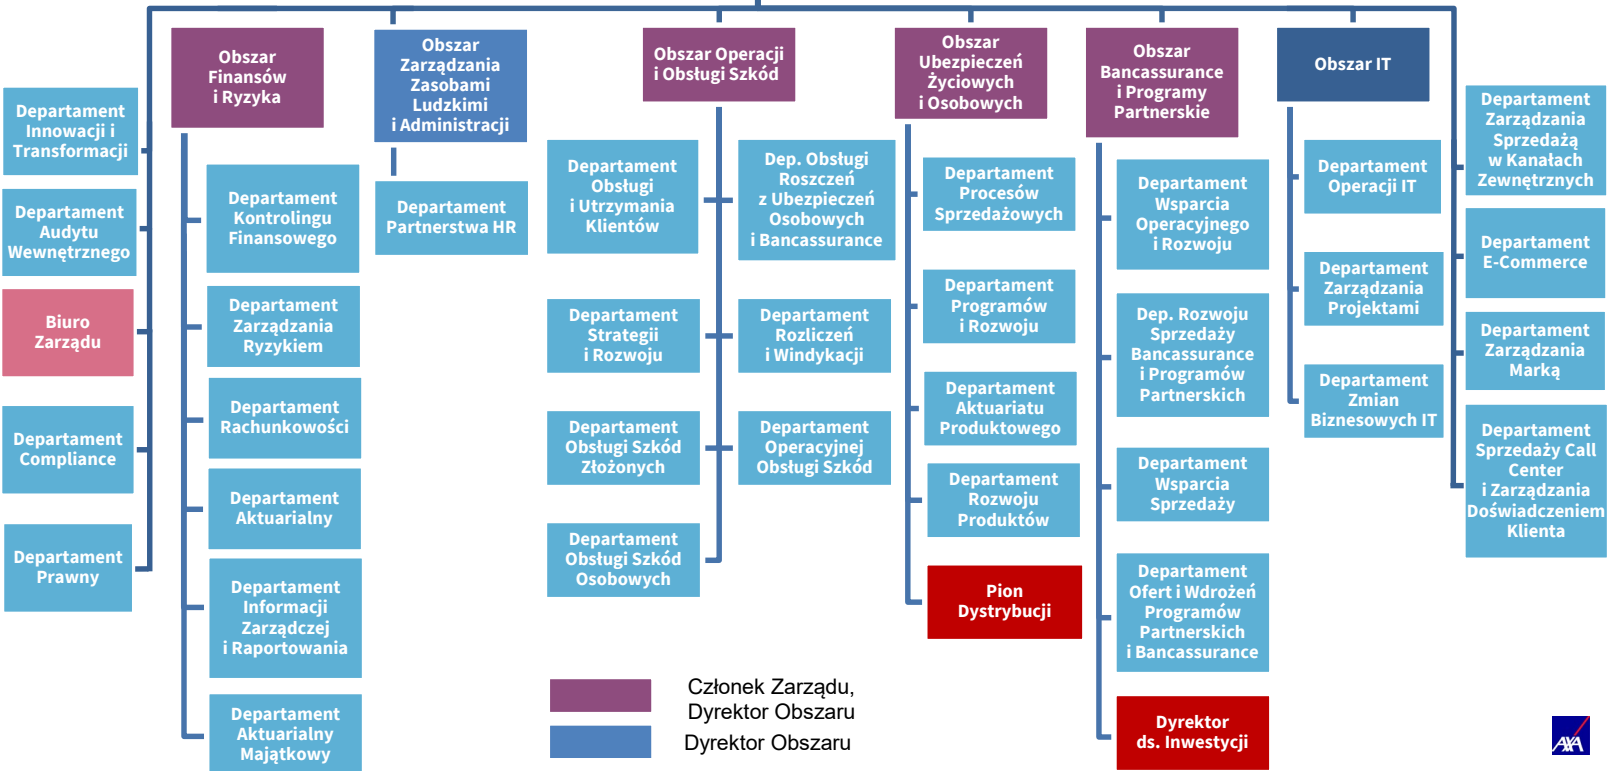 Departament
Innowacji i
Transformacji
Departament
Audytu
Wewnętrznego
Biuro
Zarządu
Departament
Compliance
Departament
Prawny
Obszar
Finansów
i Ryzyka
Departament
Kontrolingu
Finansowego
Departament
Zarządzania
Ryzykiem
Departament
Rachunkowości
Departament
Aktuarialny
Departament
Informacji
Zarządczej
i Raportowania
Departament
Aktuarialny
Majątkowy
Obszar
Zarządzania
Zasobami
Ludzkimi
i Administracji
Departament
Partnerstwa HR
Obszar Operacji
i Obsługi Szkód
Departament
Obsługi
i Utrzymania
Klientów
Dep. Obsługi
Roszczeń
z Ubezpieczeń
Osobowych
i Bancassurance
Departament
Strategii
i Rozwoju
Departament
Rozliczeń
i Windykacji
Departament
Obsługi Szkód
Złożonych
Departament
Operacyjnej
Obsługi Szkód
Departament
Obsługi Szkód
Osobowych
Obszar
Ubezpieczeń
Życiowych
i Osobowych
Departament
Procesów
Sprzedażowych
Departament
Programów
i Rozwoju
Departament
Aktuariatu
Produktowego
Departament
Rozwoju
Produktów
Pion
Dystrybucji
Obszar
Bancassurance
i Programy
Partnerskie
Departament
Wsparcia
Operacyjnego
i Rozwoju
Dep. Rozwoju
Sprzedaży
Bancassurance
i Programów
Partnerskich
Departament
Wsparcia
Sprzedaży
Departament
Ofert i Wdrożeń
Programów
Partnerskich
i Bancassurance
Dyrektor
ds. Inwestycji
Obszar IT
Departament
Operacji IT
Departament
Zarządzania
Projektami
Departament
Zmian
Biznesowych IT
Departament
Zarządzania
Sprzedażą
w Kanałach
Zewnętrznych
Departament
E-Commerce
Departament
Zarządzania
Marką
Departament
Sprzedaży Call
Center
i Zarządzania
Doświadczeniem
Klienta
Członek Zarządu,
Dyrektor Obszaru
Dyrektor Obszaru
AXA